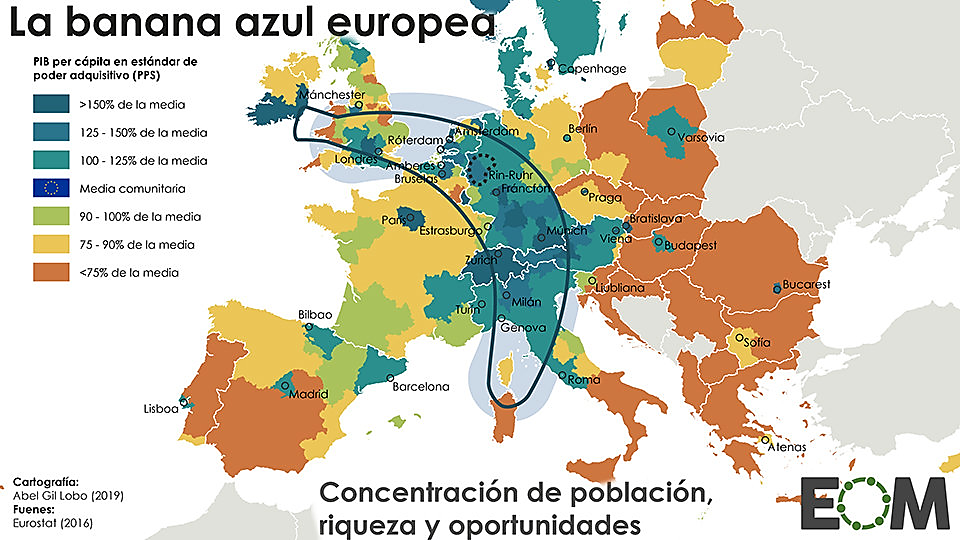 La banana azul europea
PIB per cápita en estándar de
poder adquisitivo (PPS)
>150% de la media
125 - 150% de la media
100 - 125% de la media
Media comunitaria
90 - 100% de la media
75 - 90% de la media
<75% de la media
Copenhague
Mánchester
Ámsterdam
Berlín
Varsovia
Róterdam
Londres
Amberes
Bruselas
Rin-Ruhr
Fráncfort
Praga
París
Estrasburgo
Múnich
Viena
Bratislava
Budapest
Zúrich
Liubliana
Bucarest
Milán
Turín
Génova
Bilbao
Sofía
Roma
Barcelona
Madrid
Lisboa
Atenas
Cartografía:
Abel Gil Lobo (2019)
Fuenes:
Eurostat (2016)
Concentración de población,
riqueza y oportunidades
EOM